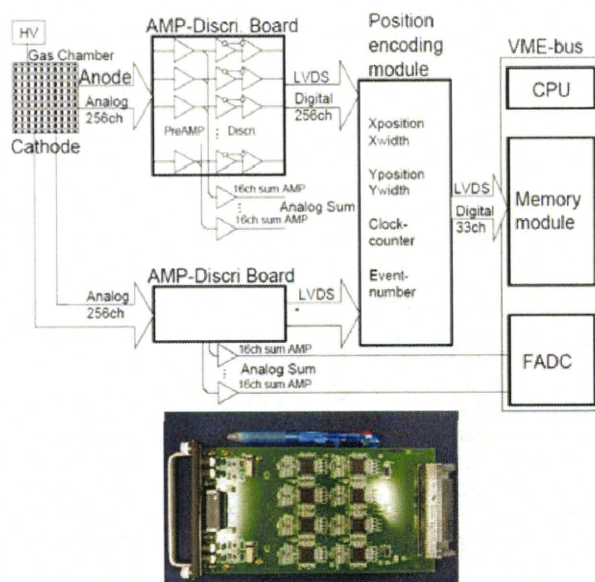 HV
Gas Chamber
Anode
Analog
256ch
Cathode
AMP-Discri. Board
PreAMP
Discri.
LVDS
Digital
256ch
16ch sum AMP
Analog Sum
16ch sum AMP
Position
encoding
module
Xposition
Xwidth
Yposition
Ywidth
Clock-
counter
Event-
number
LVDS
Digital
33ch
VME-bus
CPU
Memory
module
FADC
Analog
256ch
AMP-Discri Board
LVDS
16ch sum AMP
Analog Sum
16ch sum AMP